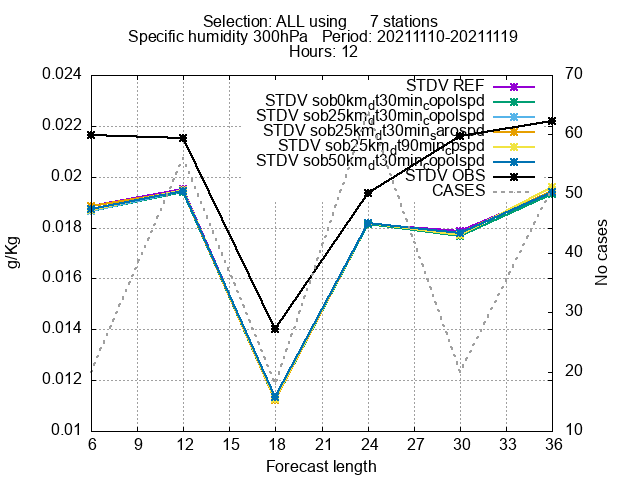 Selection: ALL using 7 stations
Specific humidity 300hPa Period: 20211110-20211119
Hours: 12
0.024
0.022
0.02
0.018
0.016
0.014
0.012
0.01
g/Kg
70
60
50
40
30
20
10
No cases
STDV REF
STDV sob0km_dt30min_copolspd
STDV sob25km_dt30min_copolspd
STDV sob25km_dt30min_sarospd
STDV sob25km_dt90min_cpspd
STDV sob50km_dt30min_copolspd
STDV OBS
CASES
6 9 12 15 18 21 24 27 30 33 36
Forecast length